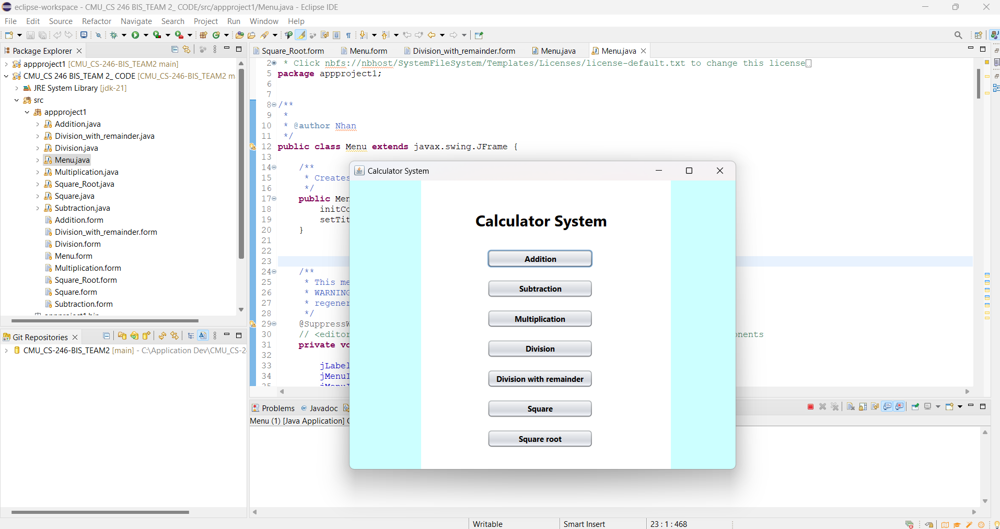 eclipse-workspace - CMU_CS 246 BIS_TEAM 2_ CODE/src/appproject1/Menu.java - Eclipse IDE
File Edit Source Refactor Navigate Search Project Run Window Help
Package Explorer
appproject1 [CMU_CS-246-BIS_TEAM2 main]
CMU_CS 246 BIS_TEAM 2_ CODE [CMU_CS-246-BIS_TEAM2 m
JRE System Library [jdk-21]
src
appproject1
Addition.java
Division_with_remainder.java
Division.java
Menu.java
Multiplication.java
Square_Root.java
Square.java
Subtraction.java
Addition.form
Division_with_remainder.form
Division.form
Menu.form
Multiplication.form
Square_Root.form
Square.form
Subtraction.form
Git Repositories
CMU_CS-246-BIS_TEAM2 [main] - C:\Application Dev\CMU_CS-2
Square_Root.form Menu.form Division_with_remainder.form Menu.java Menu.java
2 * Click nbfs://nbhost/SystemFileSystem/Templates/Licenses/license-default.txt to change this license
5 package appproject1;
6
7
8 /**
9 *
10 * @author Nhan
11 */
12 public class Menu extends javax.swing.JFrame {
13
14 /**
15 * Creates
16 */
17 public Men
18 initCo
19 setTit
20 }
21
22
23
24 /**
25 * This me
26 * WARNING
27 * regener
28 */
29 @SuppressW
30 // <editor nents
31 private vo
32
33 jLabel
34 jMenuI
35 jMenuI
Calculator System
Calculator System
Addition
Subtraction
Multiplication
Division
Division with remainder
Square
Square root
Problems @ Javadoc
Menu (1) [Java Application] C
Writable Smart Insert 23 : 1 : 468